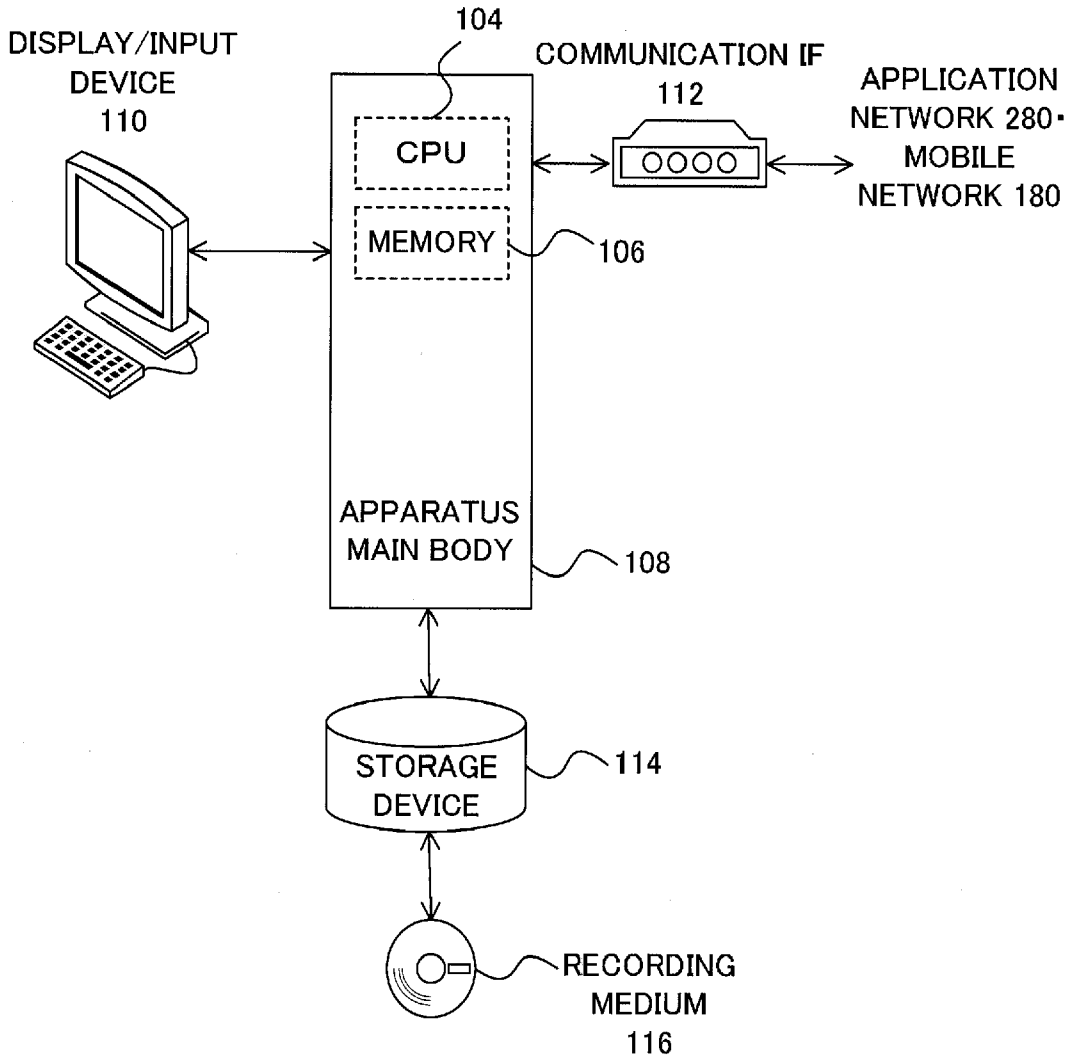 DISPLAY/INPUT
DEVICE
110
104
COMMUNICATION IF
112
APPLICATION
NETWORK 280・
MOBILE
NETWORK 180
CPU
MEMORY
106
APPARATUS
MAIN BODY
108
STORAGE
DEVICE
114
RECORDING
MEDIUM
116